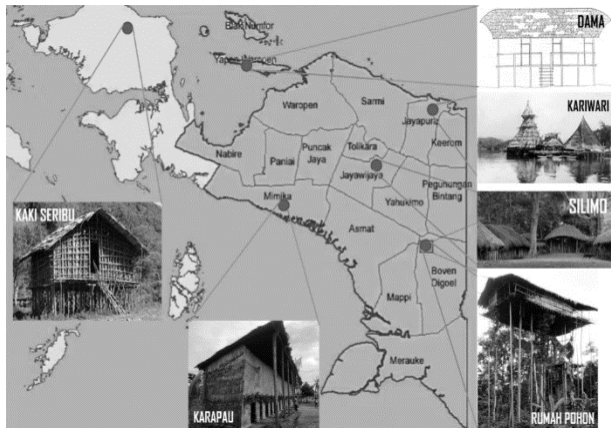 Biak Numfor
Yapen Waropen
Waropen
Sarmi
Jayapura
Keerom
Nabire
Paniai
Puncak
Jaya
Tolikara
Jayawijaya
Yahukimo
Pegunungan
Bintang
Mimika
Asmat
Boven
Digoel
Mappi
Merauke
KAKI SERIBU
KARAPAU
DAMA
KARIWARI
SILIMO
RUMAH POHON